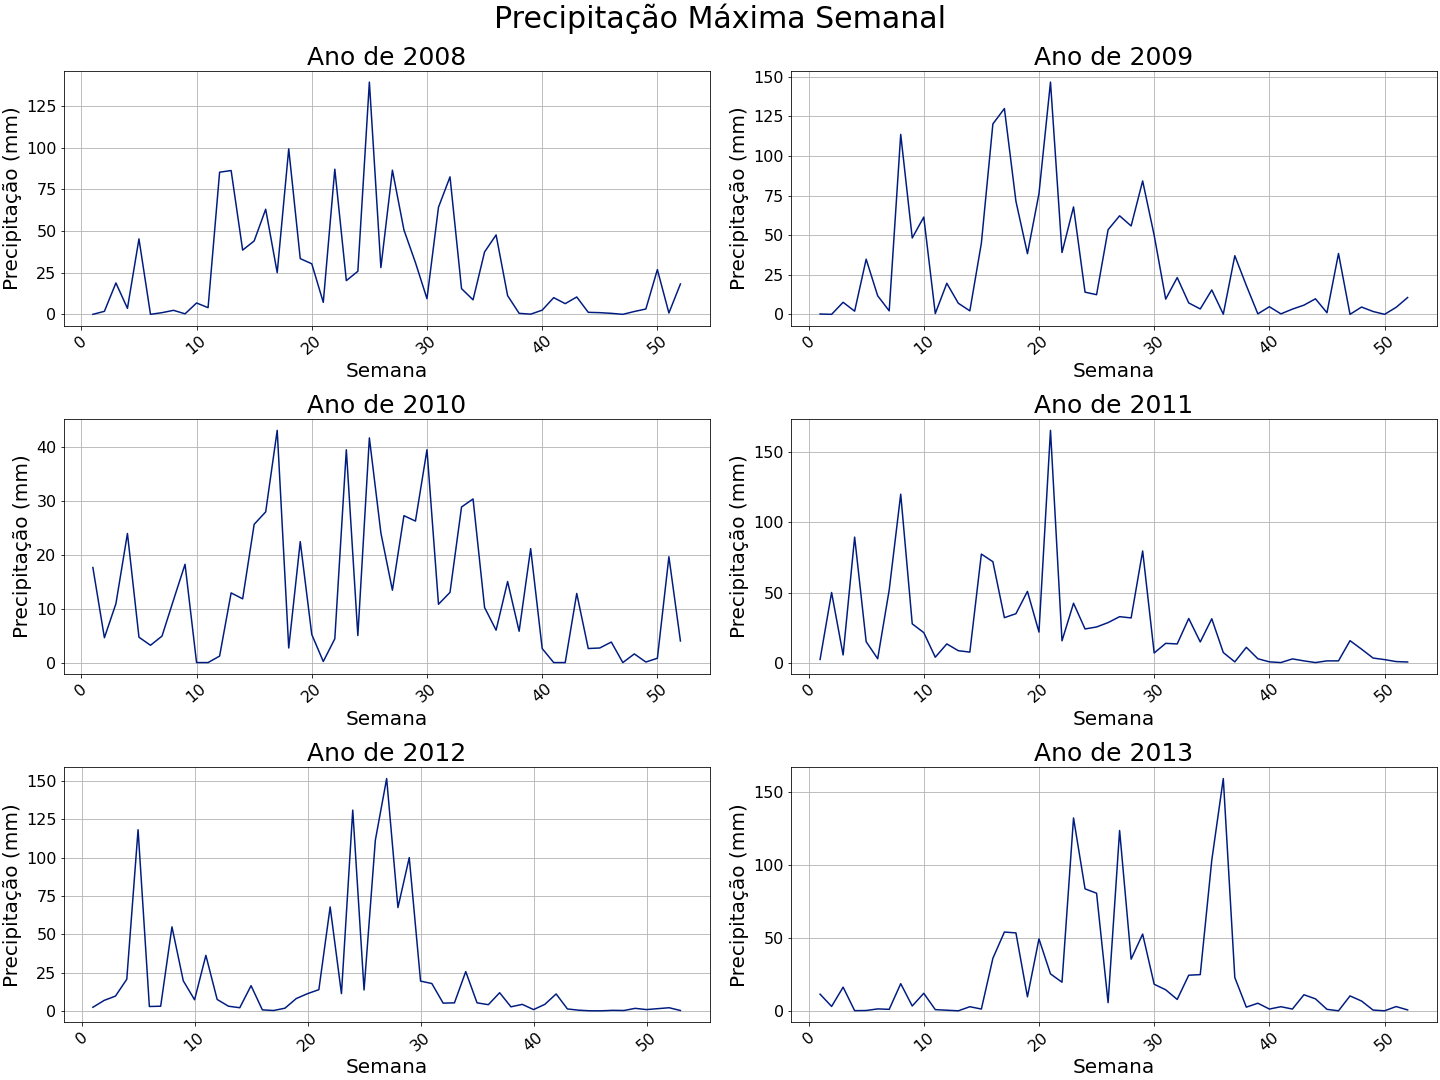 Precipitação Máxima Semanal
Ano de 2008
Precipitação (mm)
125
100
75
50
25
0
0 10 20 30 40 50
Semana
Ano de 2009
Precipitação (mm)
150
125
100
75
50
25
0
0 10 20 30 40 50
Semana
Ano de 2010
Precipitação (mm)
40
30
20
10
0
0 10 20 30 40 50
Semana
Ano de 2011
Precipitação (mm)
150
100
50
0
0 10 20 30 40 50
Semana
Ano de 2012
Precipitação (mm)
150
125
100
75
50
25
0
0 10 20 30 40 50
Semana
Ano de 2013
Precipitação (mm)
150
100
50
0
0 10 20 30 40 50
Semana